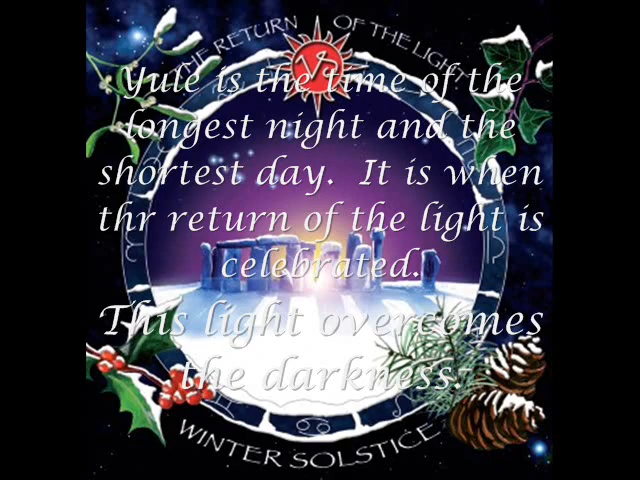 THE RETURN OF THE LIGHT
Yule is the time of the
longest night and the
shortest day.  It is when
thr return of the light is
celebrated.
This light overcomes
the darkness.
WINTER SOLSTICE